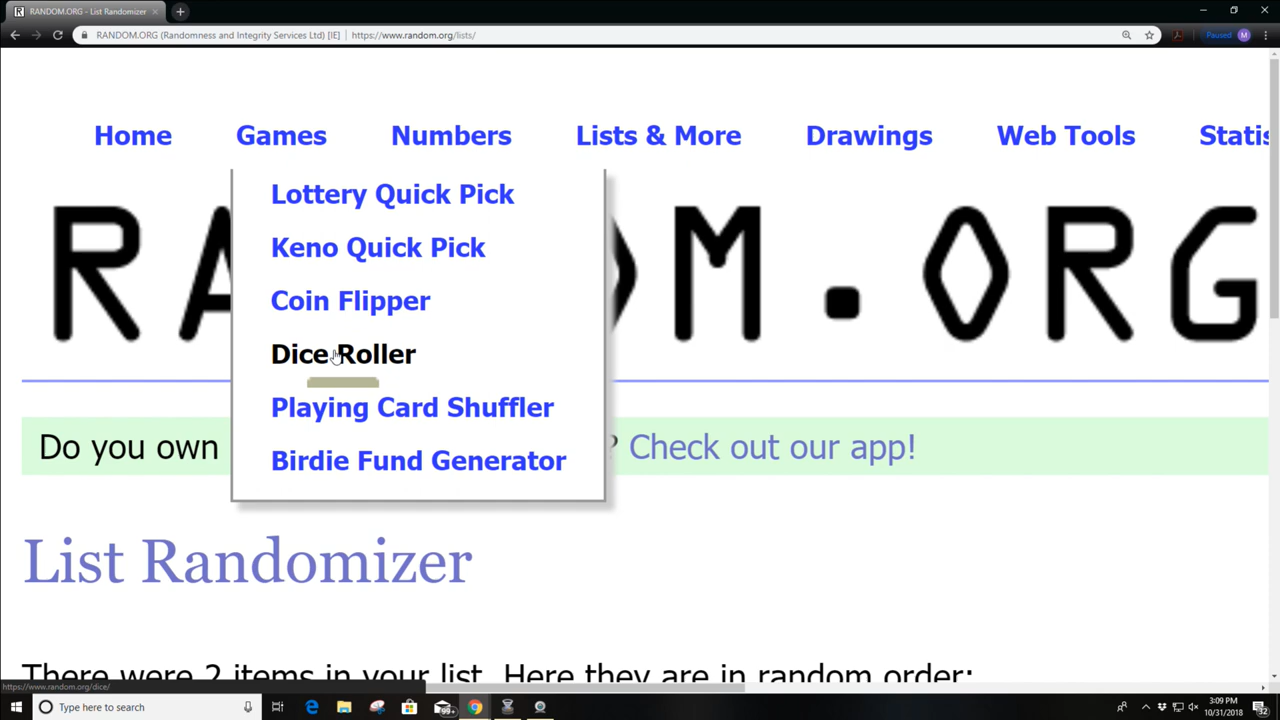 RANDOM.ORG - List Randomizer
RANDOM.ORG (Randomness and Integrity Services Ltd) [IE] https://www.random.org/lists/
Paused M
Home Games Numbers Lists & More Drawings Web Tools Statis
Lottery Quick Pick
Keno Quick Pick
Coin Flipper
Dice Roller
Playing Card Shuffler
Birdie Fund Generator
RA OM.ORG
Do you own ? Check out our app!
List Randomizer
There were 2 items in your list. Here they are in random order:
https://www.random.org/dice/
Type here to search
99+
3:09 PM
10/31/2018
32